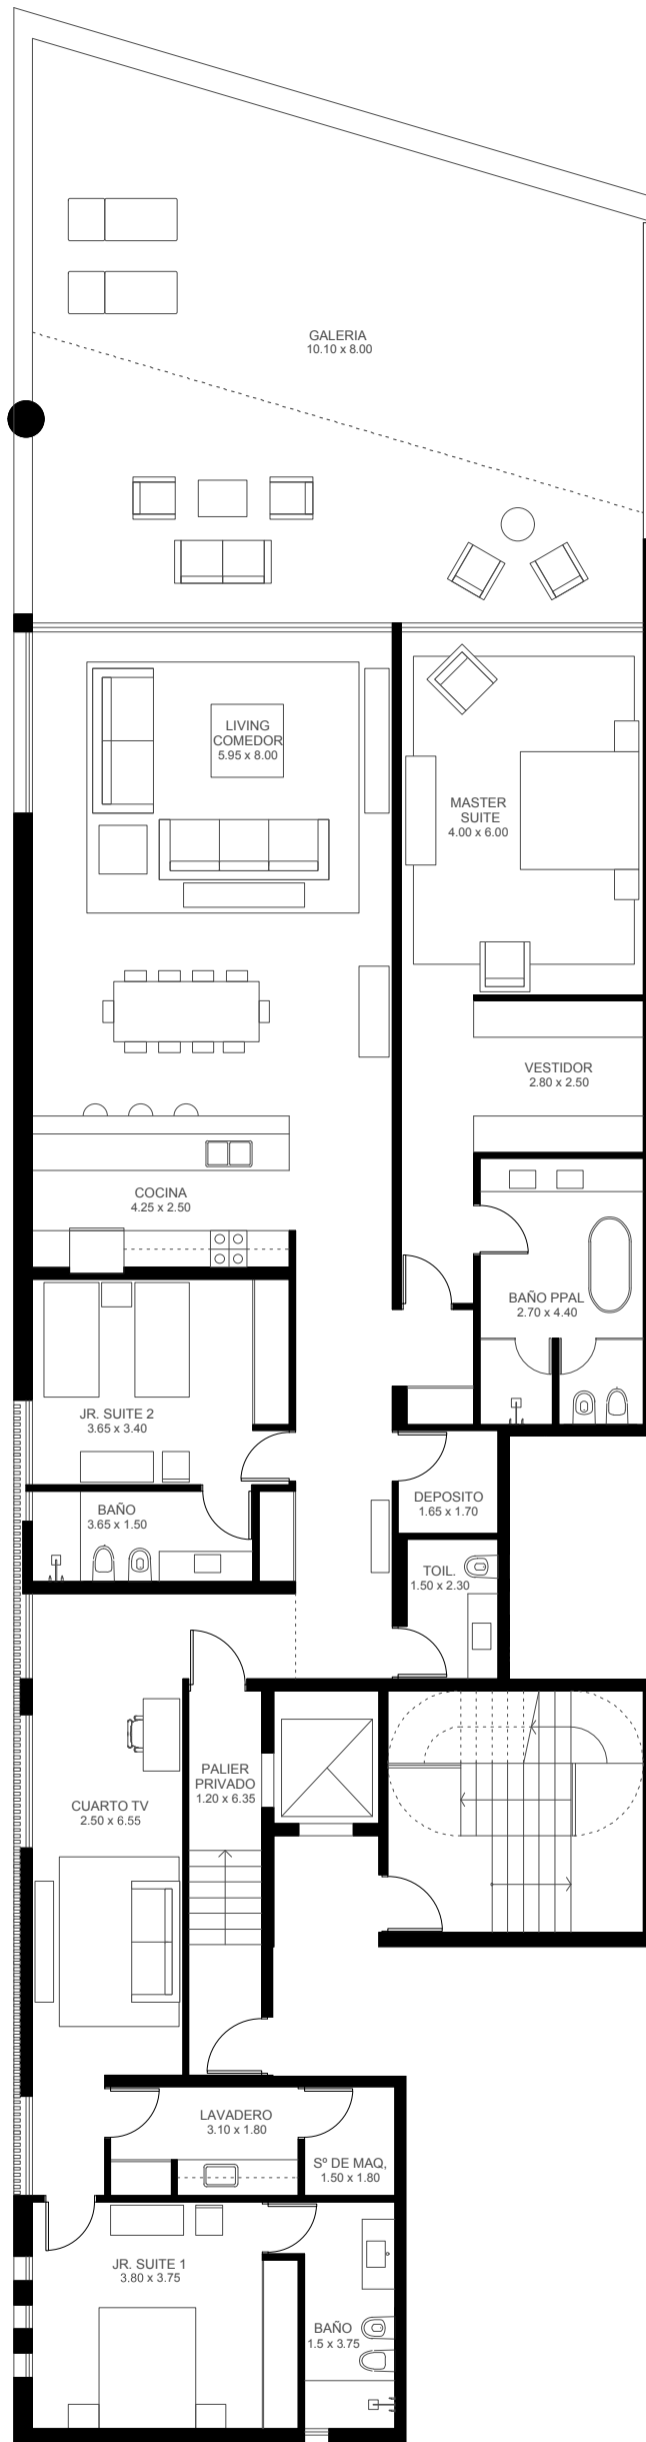 GALERIA
10.10 x 8.00
LIVING
COMEDOR
5.95 x 8.00
MASTER
SUITE
4.00 x 6.00
VESTIDOR
2.80 x 2.50
COCINA
4.25 x 2.50
BAÑO PPAL
2.70 x 4.40
JR. SUITE 2
3.65 x 3.40
DEPOSITO
1.65 x 1.70
BAÑO
3.65 x 1.50
TOIL.
1.50 x 2.30
PALIER
PRIVADO
1.20 x 6.35
CUARTO TV
2.50 x 6.55
LAVADERO
3.10 x 1.80
Sº DE MAQ,
1.50 x 1.80
JR. SUITE 1
3.80 x 3.75
BAÑO
1.5 x 3.75